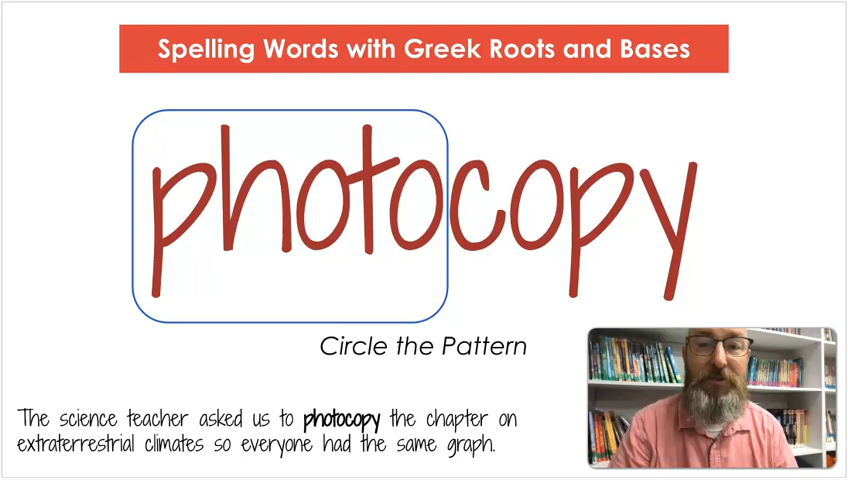 Spelling Words with Greek Roots and Bases
photocopy
Circle the Pattern
The science teacher asked us to photocopy the chapter on
extraterrestrial climates so everyone had the same graph.